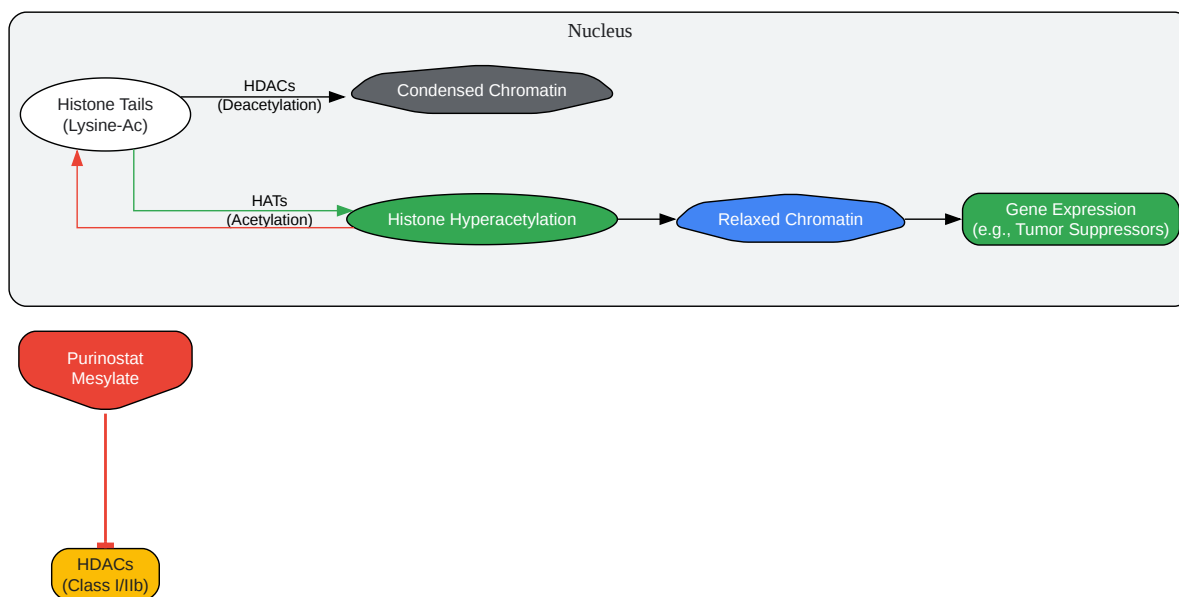 Nucleus
HDACs
(Deacetylation)
Condensed Chromatin
Histone Tails
(Lysine-Ac)
HATs
(Acetylation)
Histone Hyperacetylation
Relaxed Chromatin
Gene Expression
(e.g., Tumor Suppressors)
Purinostat
Mesylate
HDACs
(Class I/IIb)